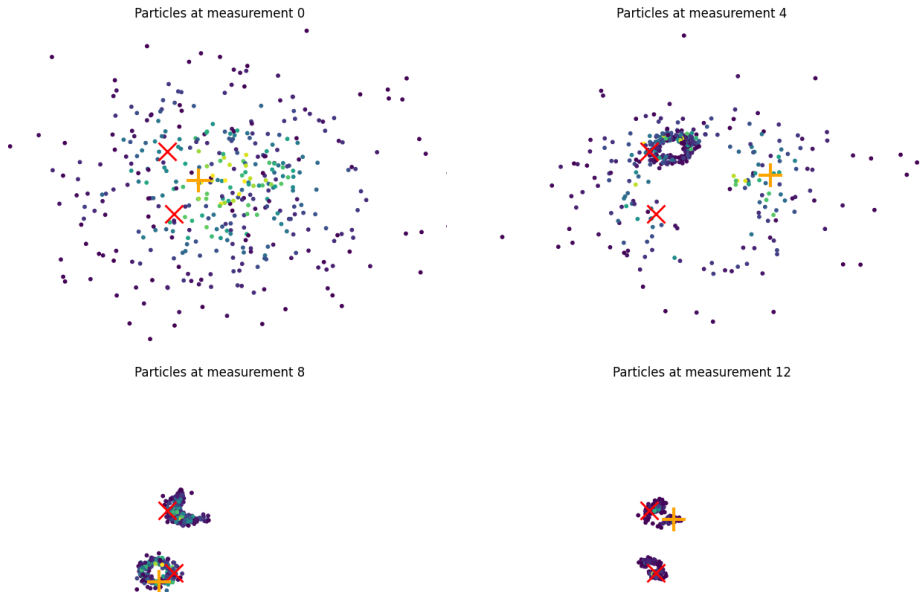 Particles at measurement 0
Particles at measurement 4
Particles at measurement 8
Particles at measurement 12